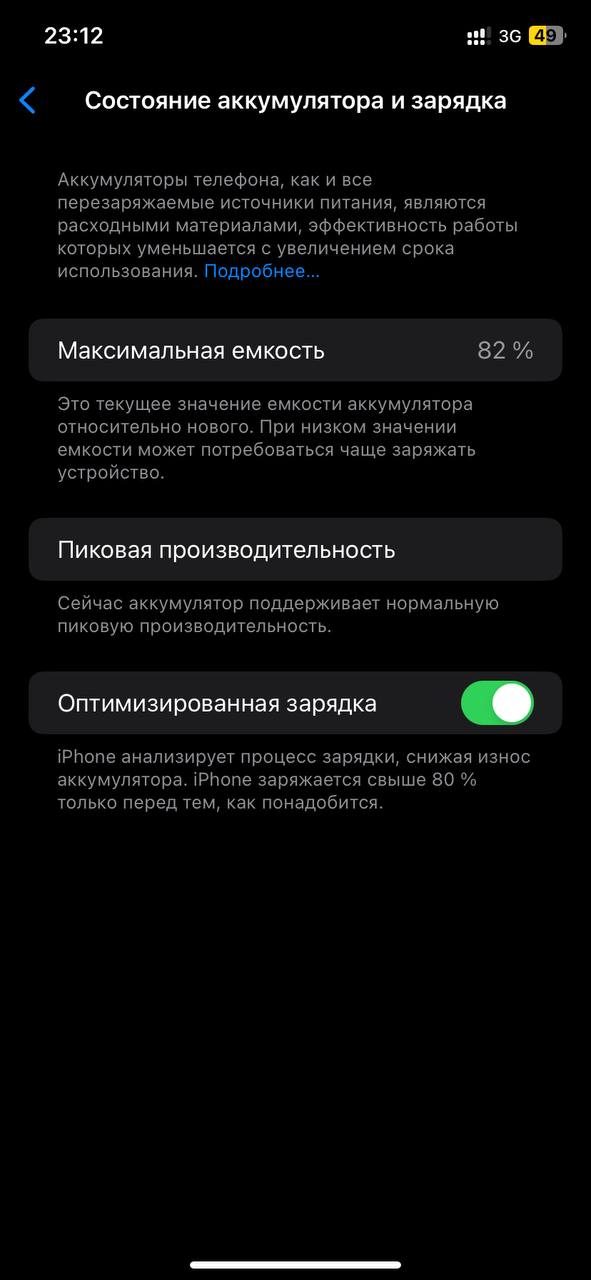 23:12
3G
49
Состояние аккумулятора и зарядка
Аккумуляторы телефона, как и все
перезаряжаемые источники питания, являются
расходными материалами, эффективность работы
которых уменьшается с увеличением срока
использования. Подробнее...
Максимальная емкость
82 %
Это текущее значение емкости аккумулятора
относительно нового. При низком значении
емкости может потребоваться чаще заряжать
устройство.
Пиковая производительность
Сейчас аккумулятор поддерживает нормальную
пиковую производительность.
Оптимизированная зарядка
iPhone анализирует процесс зарядки, снижая износ
аккумулятора. iPhone заряжается свыше 80 %
только перед тем, как понадобится.